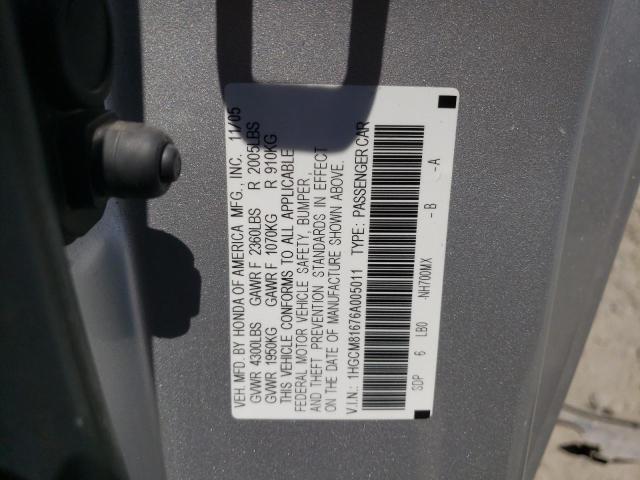 VEH. MFD. BY HONDA OF AMERICA MFG., INC. 11/05
GVWR 4300LBS GAWR F 2360LBS R 2005LBS
GVWR 1950KG GAWR F 1070KG R 910KG
THIS VEHICLE CONFORMS TO ALL APPLICABLE
FEDERAL MOTOR VEHICLE SAFETY, BUMPER,
AND THEFT PREVENTION STANDARDS IN EFFECT
ON THE DATE OF MANUFACTURE SHOWN ABOVE.
V.I.N.: 1HGCM81676A005011 TYPE: PASSENGER CAR
SDP 6 LB0 -NH700MX -B -A